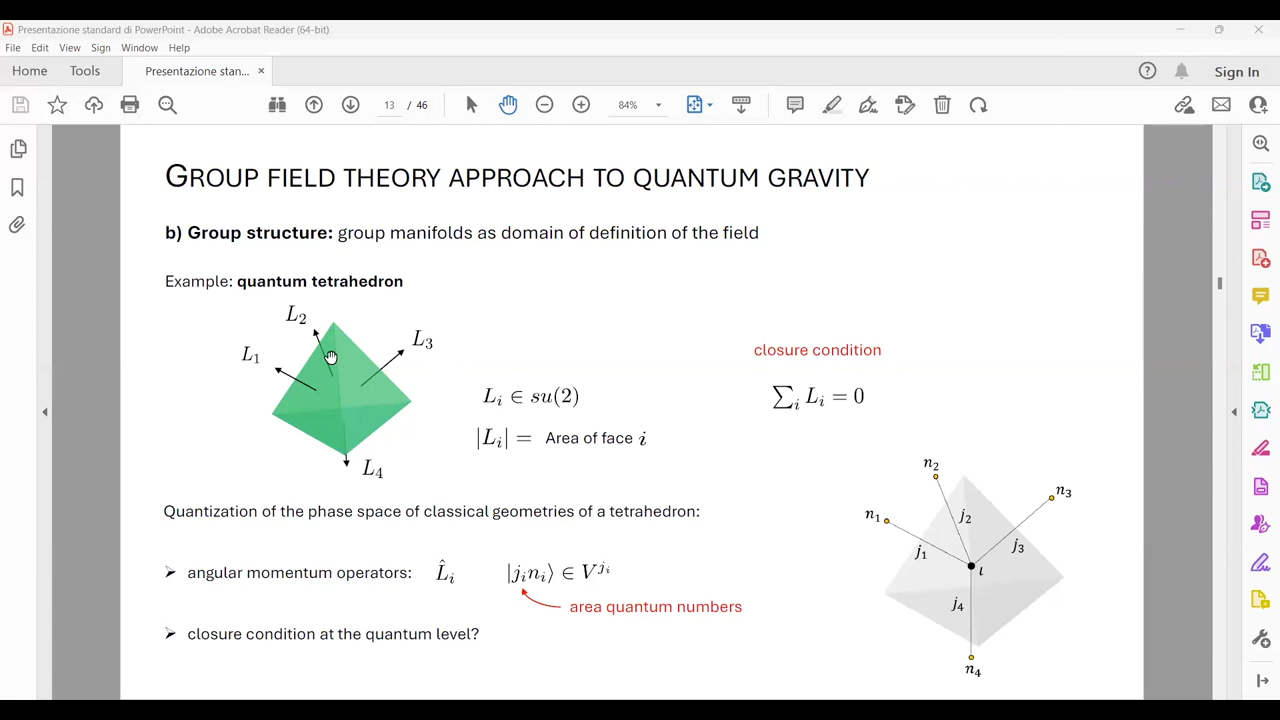 Presentazione standard di PowerPoint - Adobe Acrobat Reader (64-bit)
File Edit View Sign Window Help
Home Tools Presentazione stan... ×
Sign In
13 / 46 84%
GROUP FIELD THEORY APPROACH TO QUANTUM GRAVITY
b) Group structure: group manifolds as domain of definition of the field
Example: quantum tetrahedron
L₂
L₃
L₁
L₄
closure condition
Lᵢ ∈ su(2)
∑ᵢ Lᵢ = 0
|Lᵢ| = Area of face i
Quantization of the phase space of classical geometries of a tetrahedron:
n₂
n₃
n₁
j₂
j₃
j₁
ι
j₄
n₄
➢ angular momentum operators: L̂ᵢ |jᵢnᵢ⟩ ∈ V^{jᵢ}
area quantum numbers
➢ closure condition at the quantum level?